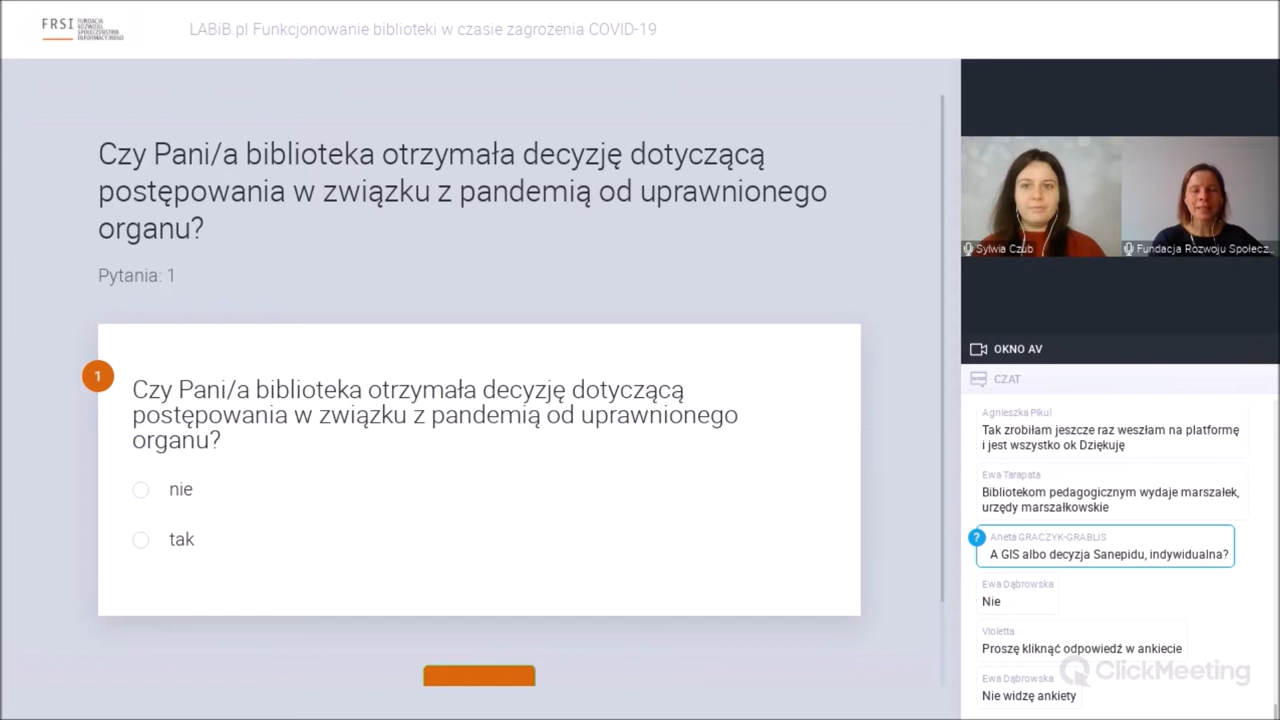 FRSI
FUNDACJA
ROZWOJU
SPOŁECZEŃSTWA
INFORMACYJNEGO
LABiB.pl Funkcjonowanie biblioteki w czasie zagrożenia COVID-19
Czy Pani/a biblioteka otrzymała decyzję dotyczącą
postępowania w związku z pandemią od uprawnionego
organu?
Pytania: 1
1
Czy Pani/a biblioteka otrzymała decyzję dotyczącą
postępowania w związku z pandemią od uprawnionego
organu?
nie
tak
Sylwia Czub
Fundacja Rozwoju Społecz...
OKNO AV
CZAT
Agnieszka Pikul
Tak zrobiłam jeszcze raz weszłam na platformę
i jest wszystko ok Dziękuję
Ewa Tarapata
Bibliotekom pedagogicznym wydaje marszałek,
urzędy marszałkowskie
?
Aneta GRACZYK-GRABLIS
A GIS albo decyzja Sanepidu, indywidualna?
Ewa Dąbrowska
Nie
Violetta
Proszę kliknąć odpowiedź w ankiecie
Ewa Dąbrowska
Nie widzę ankiety
ClickMeeting